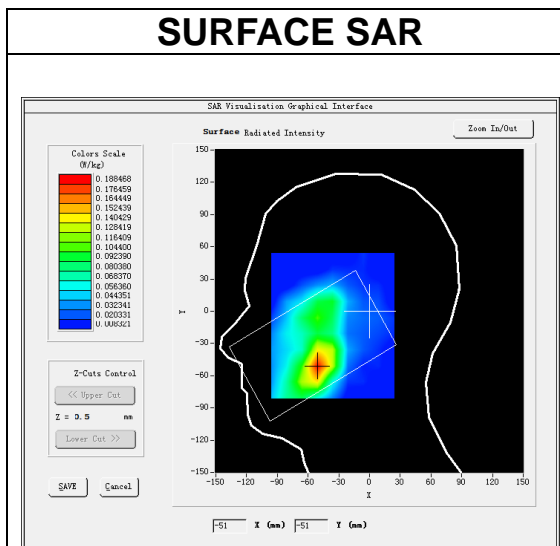 SURFACE SAR
SAR Visualisation Graphical Interface
Surface Radiated Intensity
Zoom In/Out
Colors Scale
(W/kg)
0.188468
0.176459
0.164449
0.152439
0.140429
0.128419
0.116409
0.104400
0.092390
0.080380
0.068370
0.056360
0.044351
0.032341
0.020331
0.008321
Z-Cuts Control
<< Upper Cut
Z = 0.5 mm
Lower Cut >>
SAVE Cancel
150
120
90
60
30
0
-30
-60
-90
-120
-150
Y
-150 -120 -90 -60 -30 0 30 60 90 120 150
X
-51 X (mm) -51 Y (mm)